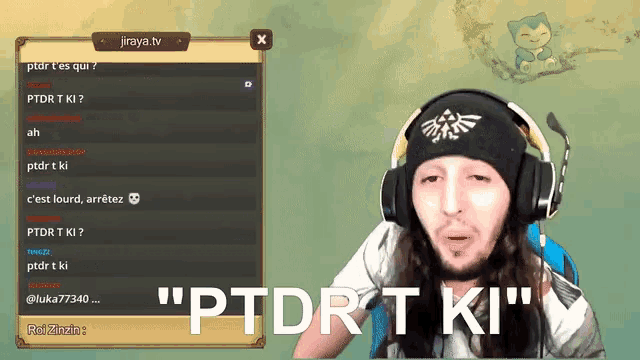 jiraya.tv
X
ptdr t'es qui ?
PTDR T KI ?
ah
ptdr t ki
c'est lourd, arrêtez 💀
PTDR T KI ?
ptdr t ki
@luka77340 ...
Roi Zinzin :
"PTDR T KI"